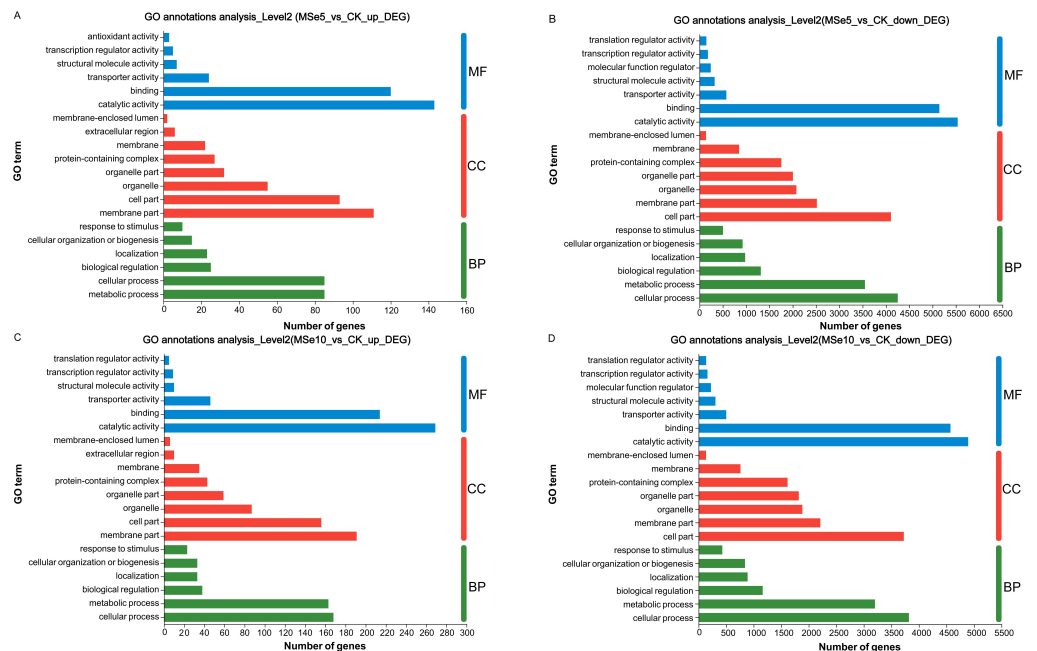 A
GO annotations analysis_Level2 (MSe5_vs_CK_up_DEG)
antioxidant activity
transcription regulator activity
structural molecule activity
transporter activity
binding
catalytic activity
membrane-enclosed lumen
extracellular region
membrane
protein-containing complex
organelle part
organelle
cell part
membrane part
response to stimulus
cellular organization or biogenesis
localization
biological regulation
cellular process
metabolic process
GO term
MF
CC
BP
0 20 40 60 80 100 120 140 160
Number of genes
B
GO annotations analysis_Level2(MSe5_vs_CK_down_DEG)
translation regulator activity
transcription regulator activity
molecular function regulator
structural molecule activity
transporter activity
binding
catalytic activity
membrane-enclosed lumen
membrane
protein-containing complex
organelle part
organelle
membrane part
cell part
response to stimulus
cellular organization or biogenesis
localization
biological regulation
metabolic process
cellular process
GO term
MF
CC
BP
0 500 1000 1500 2000 2500 3000 3500 4000 4500 5000 5500 6000 6500
Number of genes
C
GO annotations analysis_Level2(MSe10_vs_CK_up_DEG)
translation regulator activity
transcription regulator activity
structural molecule activity
transporter activity
binding
catalytic activity
membrane-enclosed lumen
extracellular region
membrane
protein-containing complex
organelle part
organelle
cell part
membrane part
response to stimulus
cellular organization or biogenesis
localization
biological regulation
metabolic process
cellular process
GO term
MF
CC
BP
0 20 40 60 80 100 120 140 160 180 200 220 240 260 280 300
Number of genes
D
GO annotations analysis_Level2(MSe10_vs_CK_down_DEG)
translation regulator activity
transcription regulator activity
molecular function regulator
structural molecule activity
transporter activity
binding
catalytic activity
membrane-enclosed lumen
membrane
protein-containing complex
organelle part
organelle
membrane part
cell part
response to stimulus
cellular organization or biogenesis
localization
biological regulation
metabolic process
cellular process
GO term
MF
CC
BP
0 500 1000 1500 2000 2500 3000 3500 4000 4500 5000 5500
Number of genes